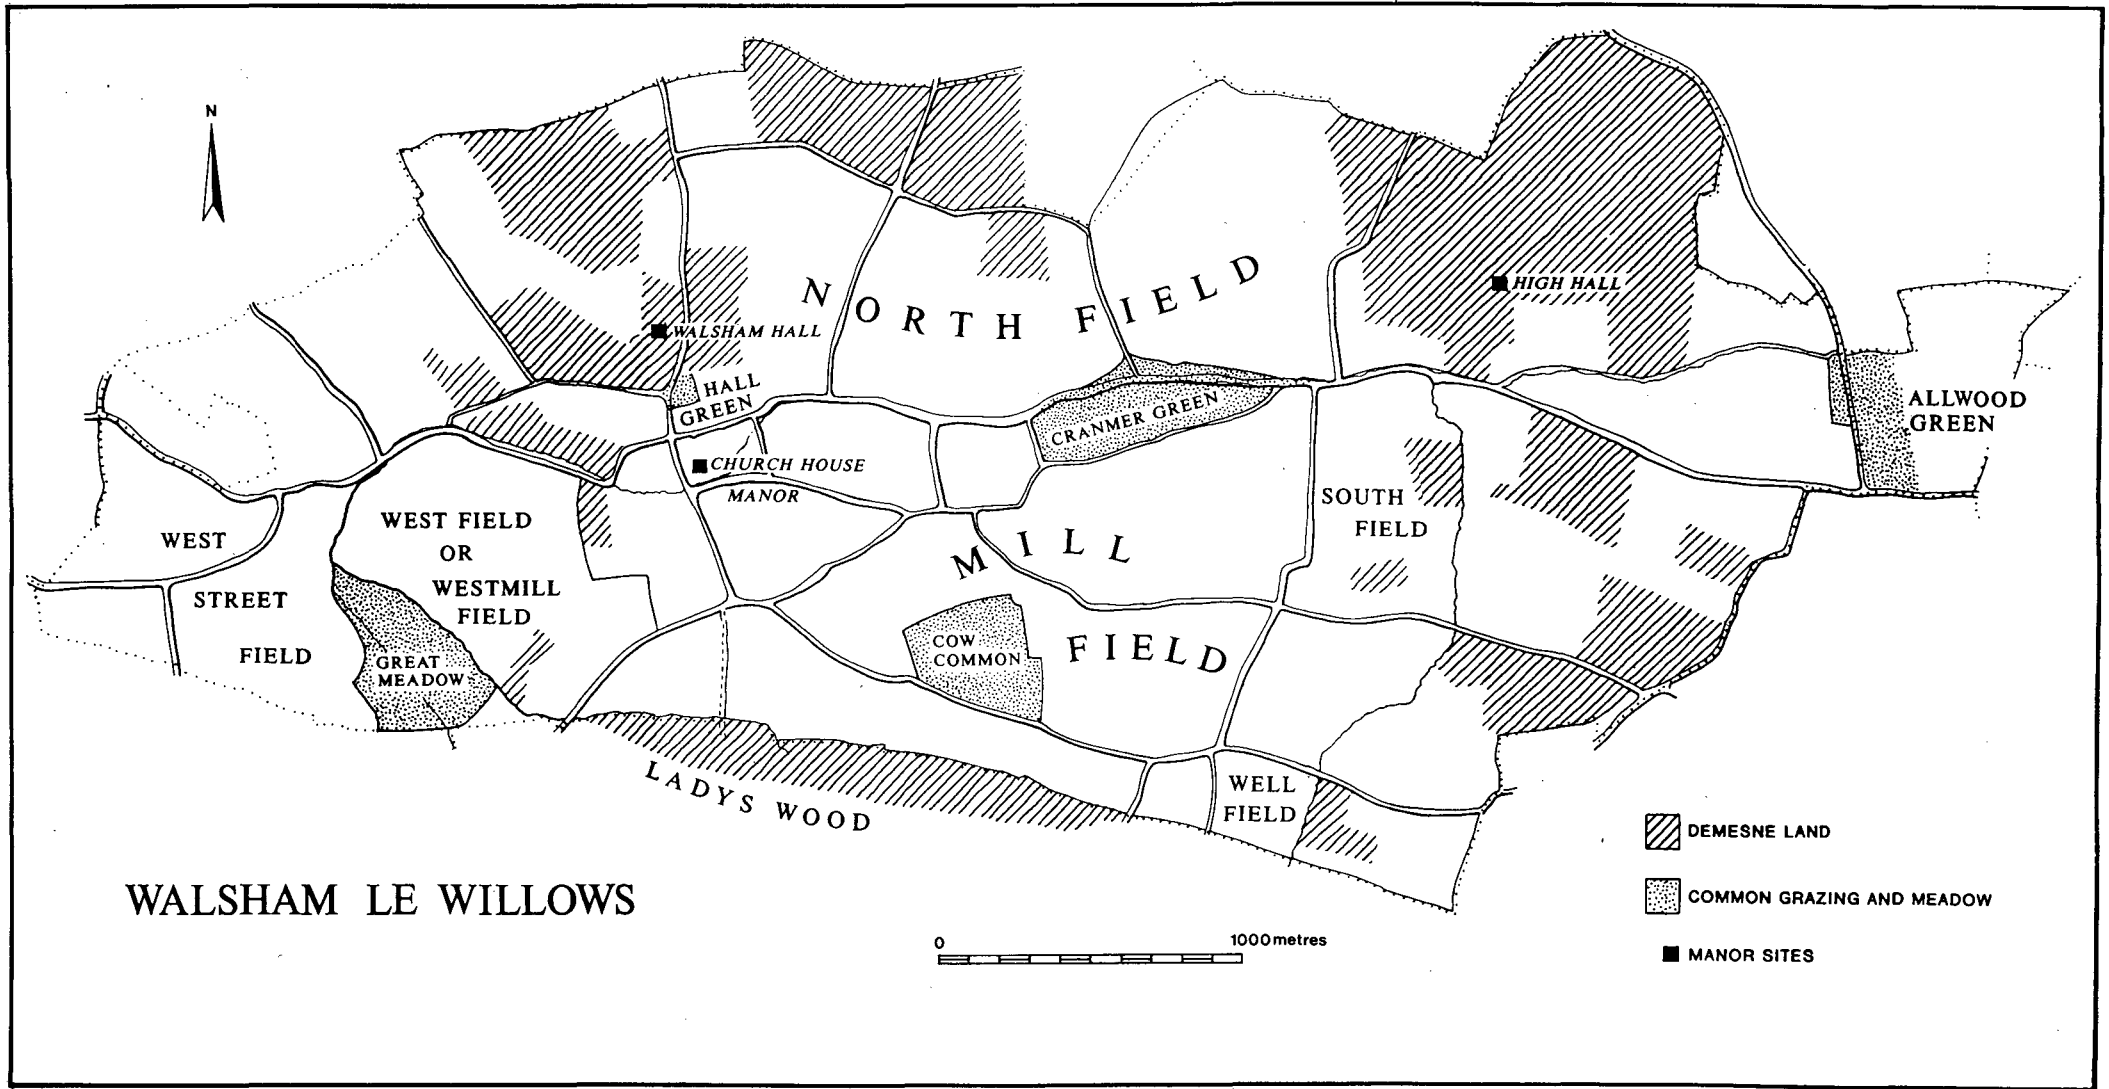 N
NORTH FIELD
HIGH HALL
WALSHAM HALL
HALL
GREEN
CRANMER GREEN
ALLWOOD
GREEN
CHURCH HOUSE
MANOR
SOUTH
FIELD
WEST
STREET
FIELD
WEST FIELD
OR
WESTMILL
FIELD
MILL
FIELD
GREAT
MEADOW
COW
COMMON
LADYS WOOD
WELL
FIELD
WALSHAM LE WILLOWS
0 1000metres
DEMESNE LAND
COMMON GRAZING AND MEADOW
MANOR SITES